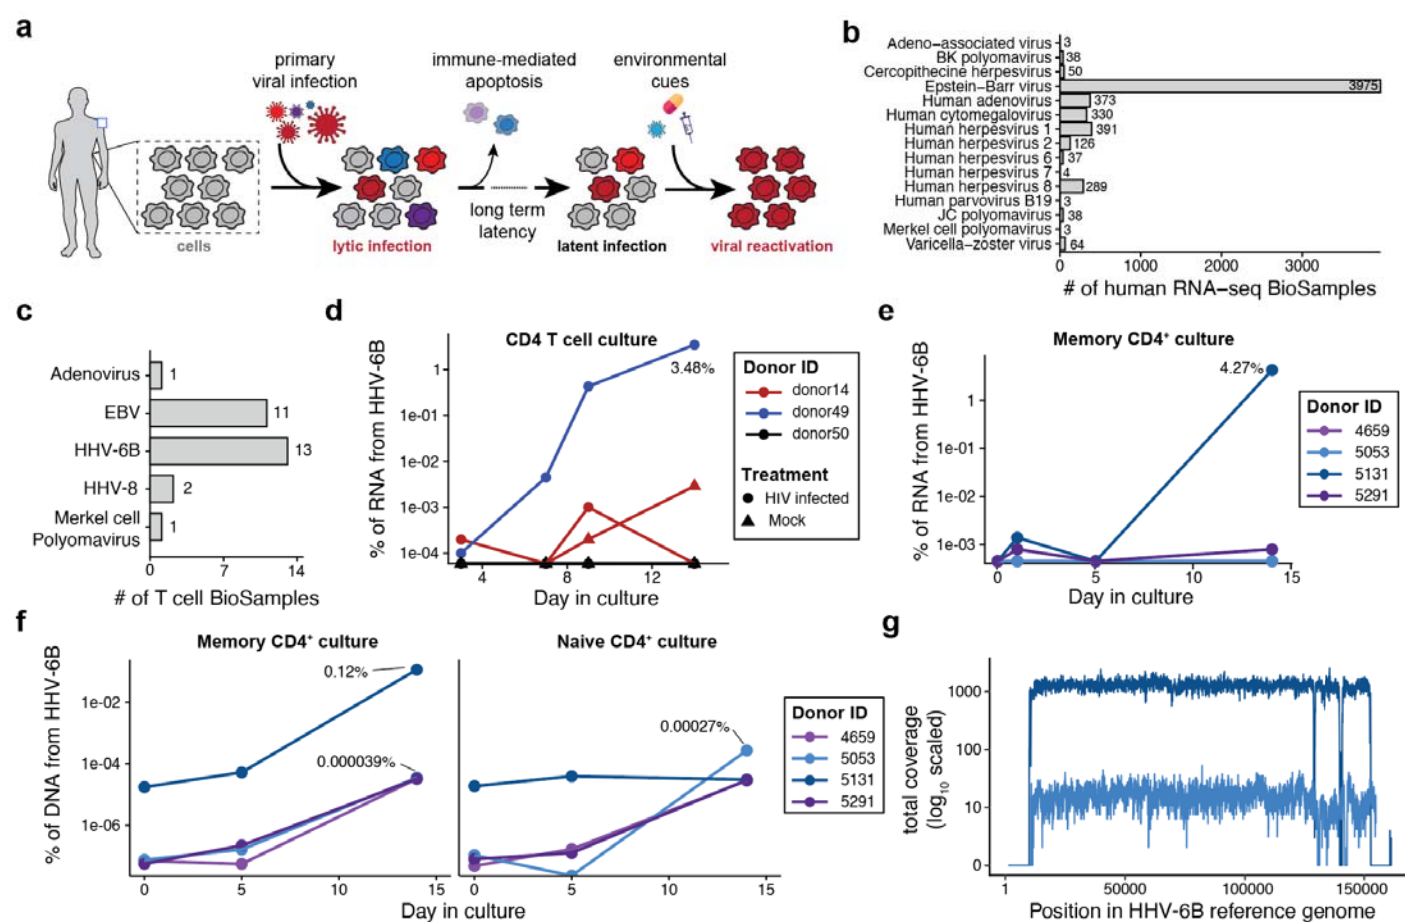 a
primary
viral infection
immune-mediated
apoptosis
environmental
cues
cells
lytic infection
long term
latency
latent infection
viral reactivation
b
Adeno−associated virus 3
BK polyomavirus 38
Cercopithecine herpesvirus 50
Epstein−Barr virus 3975
Human adenovirus 373
Human cytomegalovirus 330
Human herpesvirus 1 391
Human herpesvirus 2 126
Human herpesvirus 6 37
Human herpesvirus 7 4
Human herpesvirus 8 289
Human parvovirus B19 3
JC polyomavirus 38
Merkel cell polyomavirus 3
Varicella−zoster virus 64
0 1000 2000 3000
# of human RNA−seq BioSamples
c
Adenovirus 1
EBV 11
HHV-6B 13
HHV-8 2
Merkel cell
Polyomavirus 1
0 7 14
# of T cell BioSamples
d
CD4 T cell culture
% of RNA from HHV-6B
1
1e-01
1e-02
1e-03
1e-04
3.48%
4 8 12
Day in culture
Donor ID
donor14
donor49
donor50
Treatment
HIV infected
Mock
e
Memory CD4⁺ culture
% of RNA from HHV-6B
1
1e-01
1e-02
1e-03
4.27%
0 5 10 15
Day in culture
Donor ID
4659
5053
5131
5291
f
Memory CD4⁺ culture
Naive CD4⁺ culture
% of DNA from HHV-6B
1e-02
1e-04
1e-06
0.12%
0.000039%
0.00027%
0 5 10 15
0 5 10 15
Day in culture
Donor ID
4659
5053
5131
5291
g
total coverage
(log₁₀ scaled)
1000
100
10
0
1 50000 100000 150000
Position in HHV-6B reference genome